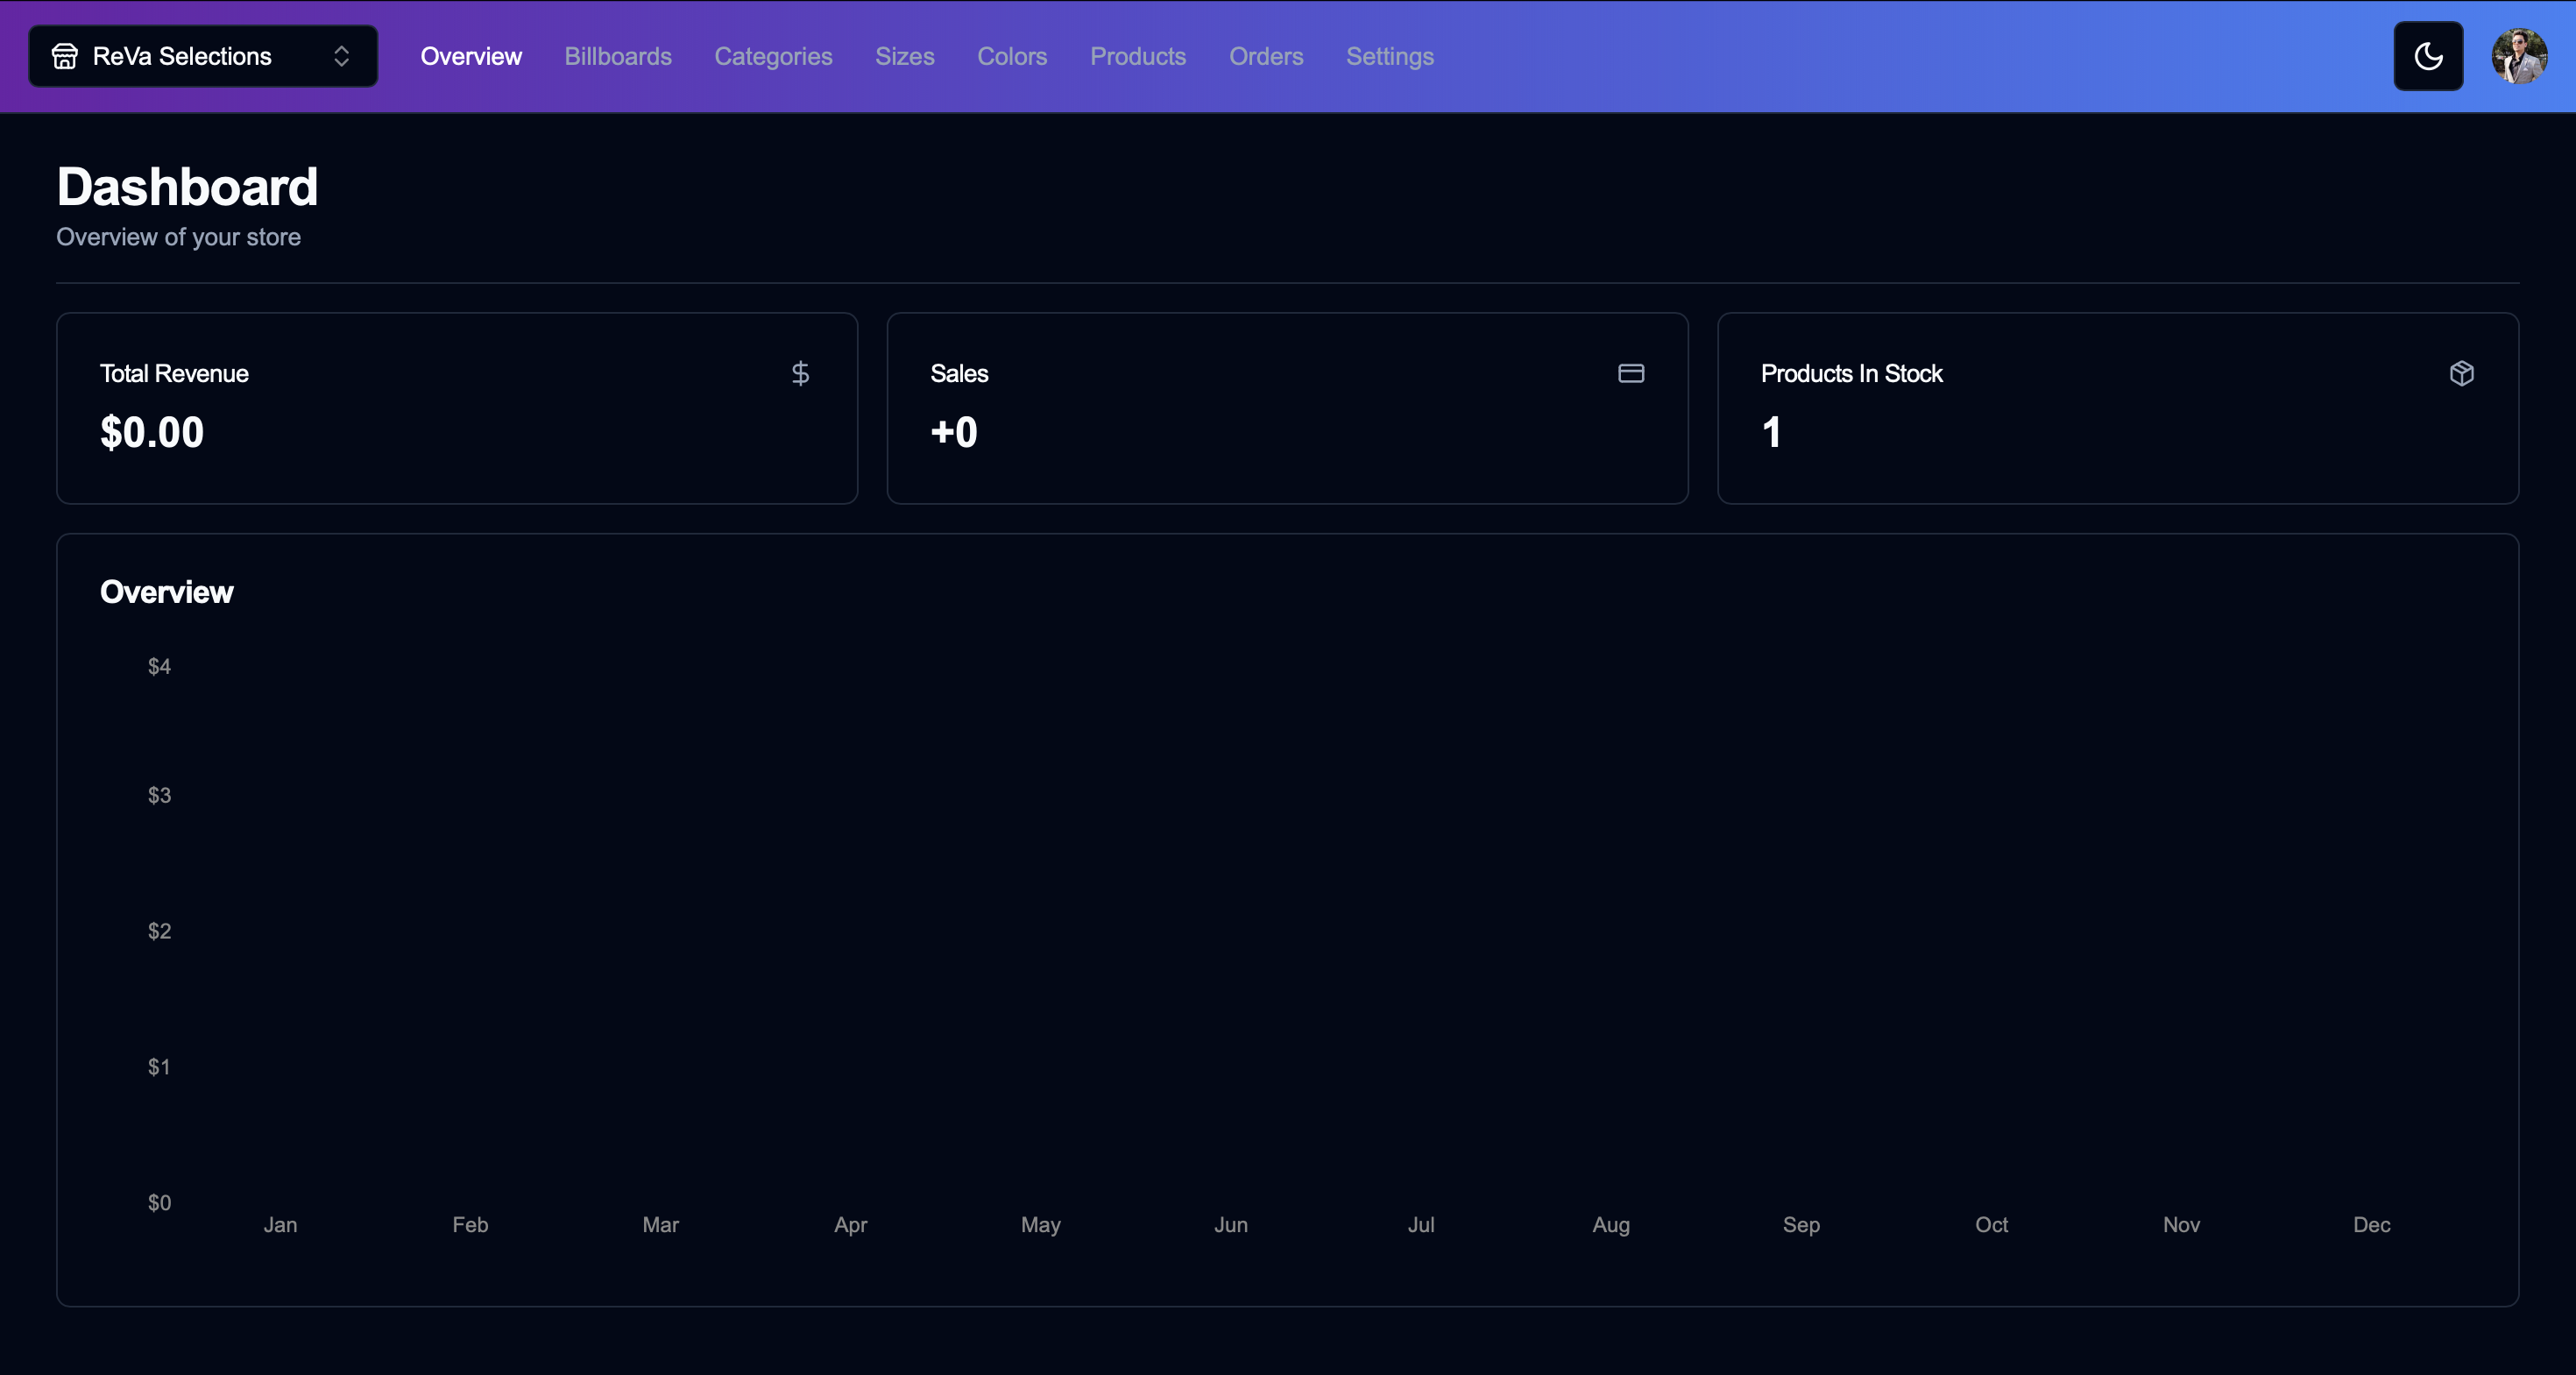 ReVa Selections Overview Billboards Categories Sizes Colors Products Orders Settings
Dashboard
Overview of your store
Total Revenue
$0.00
Sales
+0
Products In Stock
1
Overview
$4
$3
$2
$1
$0
Jan Feb Mar Apr May Jun Jul Aug Sep Oct Nov Dec